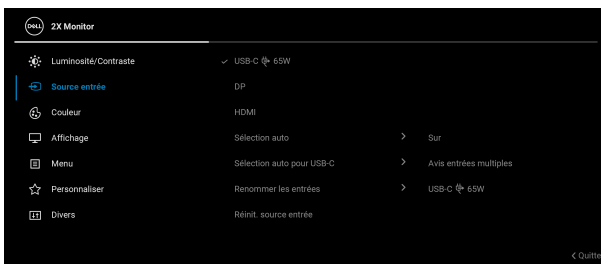 DELL 2X Monitor
Luminosité/Contraste USB-C 65W
Source entrée DP
Couleur HDMI
Affichage Sélection auto Sur
Menu Sélection auto pour USB-C Avis entrées multiples
Personnaliser Renommer les entrées USB-C 65W
Divers Réinit. source entrée
Quitte